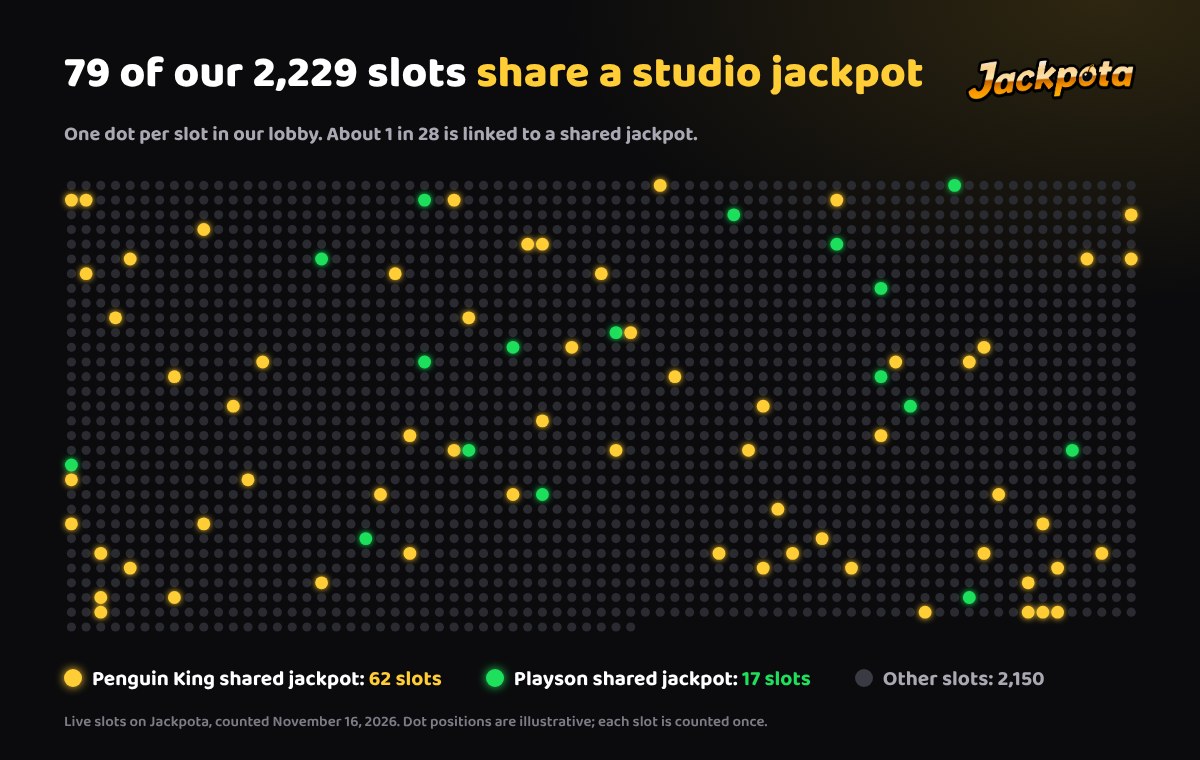 79 of our 2,229 slots share a studio jackpot
Jackpota
One dot per slot in our lobby. About 1 in 28 is linked to a shared jackpot.
Penguin King shared jackpot: 62 slots
Playson shared jackpot: 17 slots
Other slots: 2,150
Live slots on Jackpota, counted November 16, 2026. Dot positions are illustrative; each slot is counted once.